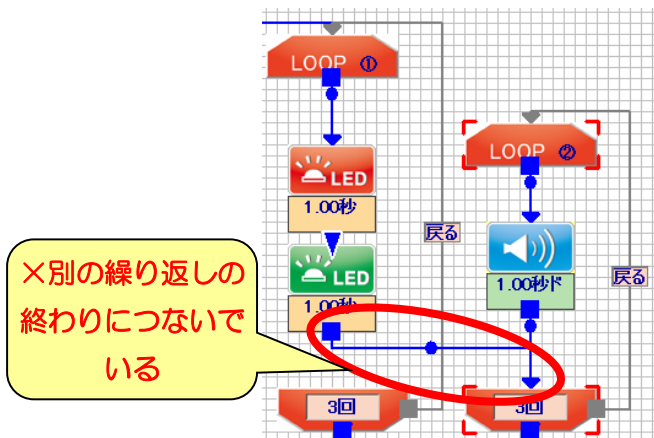 LOOP ①
LOOP ②
LED
1.00秒
戻る
LED
1.00秒
1.00秒ド
戻る
×別の繰り返しの
終わりにつないで
いる
3回
3回